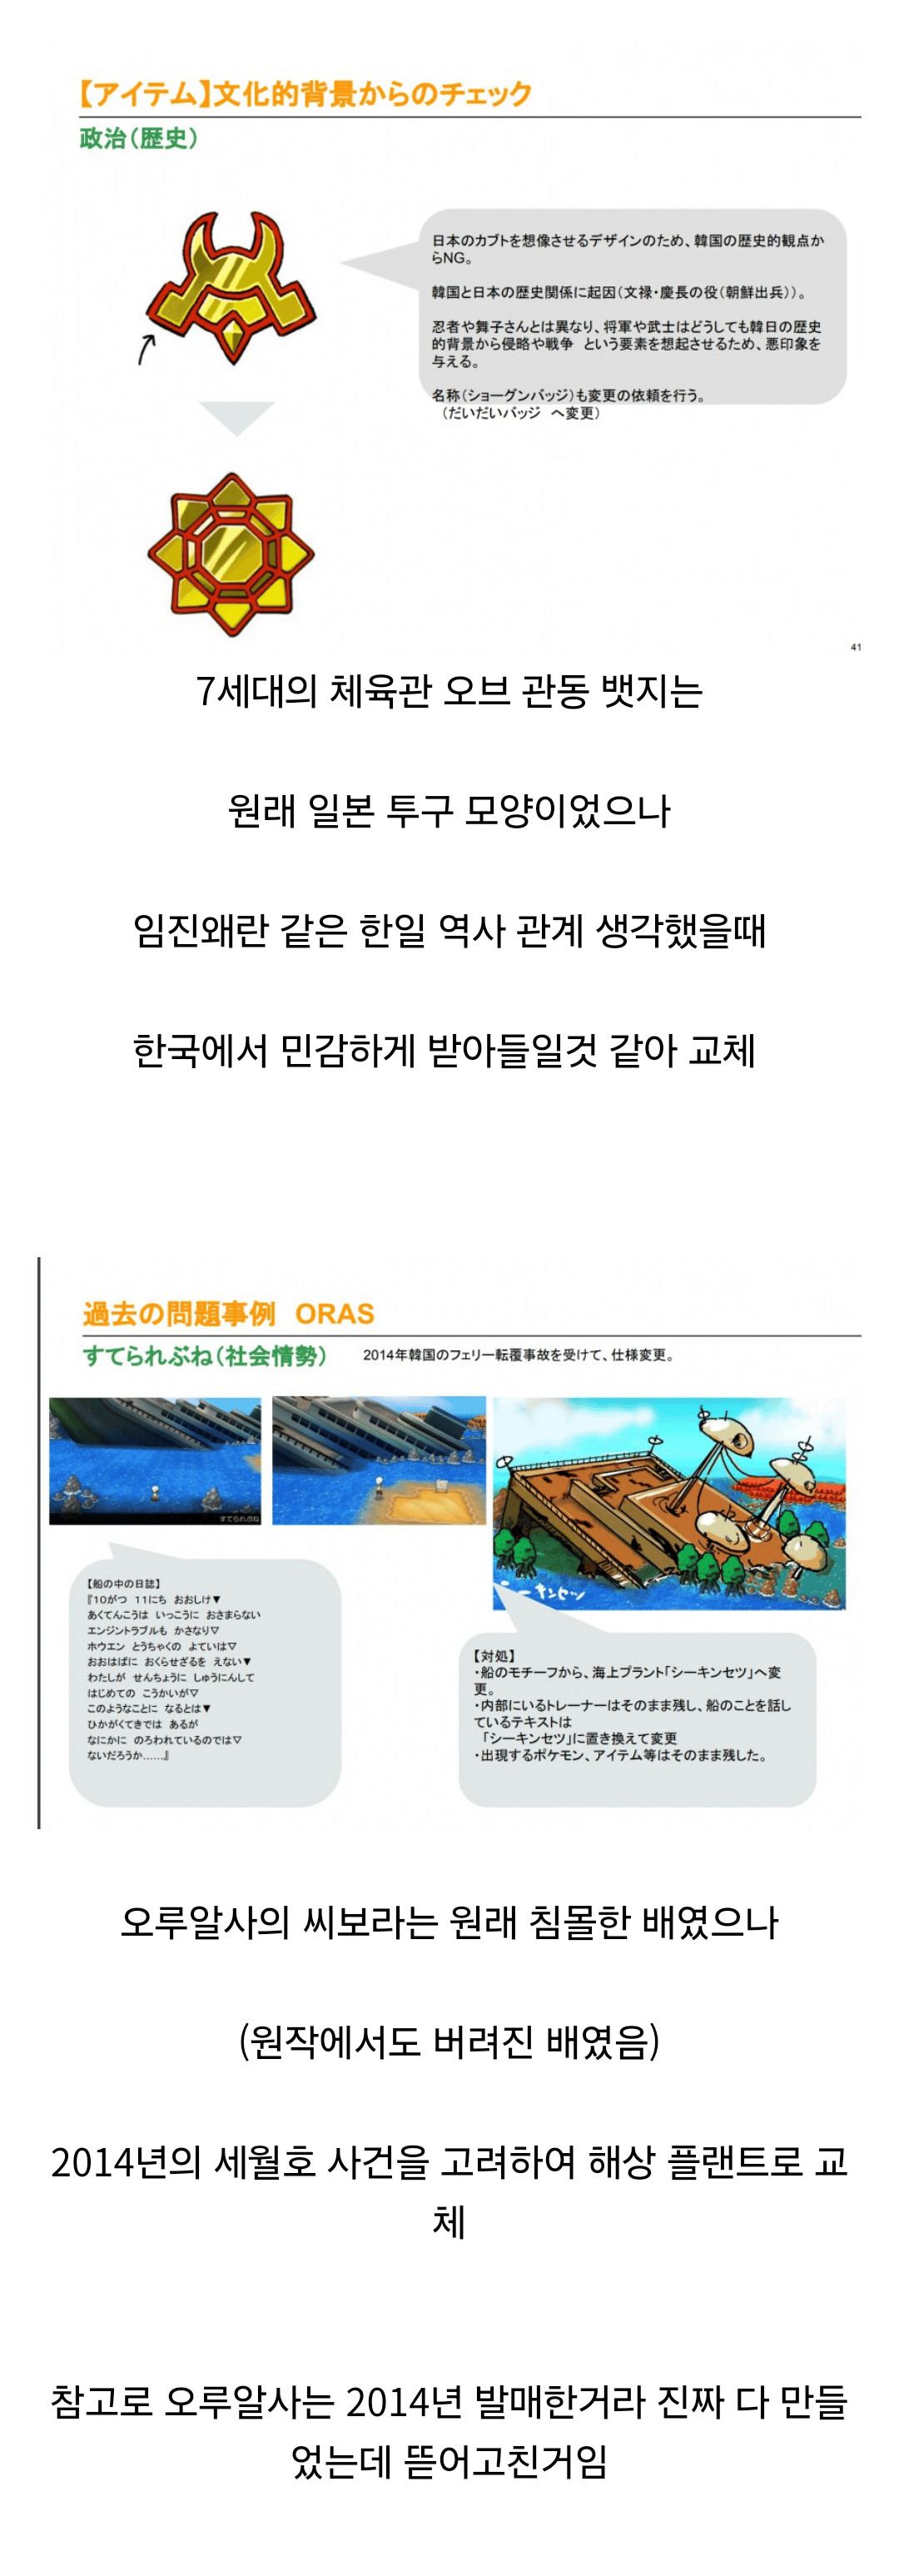 【アイテム】文化的背景からのチェック
政治(歴史)
日本のカブトを想像させるデザインのため、韓国の歴史的観点か
らNG。
韓国と日本の歴史関係に起因(文禄・慶長の役(朝鮮出兵))。
忍者や舞子さんとは異なり、将軍や武士はどうしても韓日の歴史
的背景から侵略や戦争 という要素を想起させるため、悪印象を
与える。
名称(ショーグンバッジ)も変更の依頼を行う。
(だいだいバッジ へ変更)
41
7세대의 체육관 오브 관동 뱃지는
원래 일본 투구 모양이었으나
임진왜란 같은 한일 역사 관계 생각했을때
한국에서 민감하게 받아들일것 같아 교체
過去の問題事例 ORAS
すてられぶね(社会情勢)
2014年韓国のフェリー転覆事故を受けて、仕様変更。
すてられぶね
シーキンセツ
【船の中の日誌】
『10がつ 11にち おおしけ▼
あくてんこうは いっこうに おさまらない
エンジントラブルも かさなり▽
ホウエン とうちゃくの よていは▽
おおはばに おくらせざるを えない▼
わたしが せんちょうに しゅうにんして
はじめての こうかいが▽
このようなことに なるとは▼
ひかがくてきでは あるが
なにかに のろわれているのでは▽
ないだろうか……』
【対処】
・船のモチーフから、海上プラント「シーキンセツ」へ変
更。
・内部にいるトレーナーはそのまま残し、船のことを話し
ているテキストは
「シーキンセツ」に置き換えて変更
・出現するポケモン、アイテム等はそのまま残した。
오루알사의 씨보라는 원래 침몰한 배였으나
(원작에서도 버려진 배였음)
2014년의 세월호 사건을 고려하여 해상 플랜트로 교
체
참고로 오루알사는 2014년 발매한거라 진짜 다 만들
었는데 뜯어고친거임